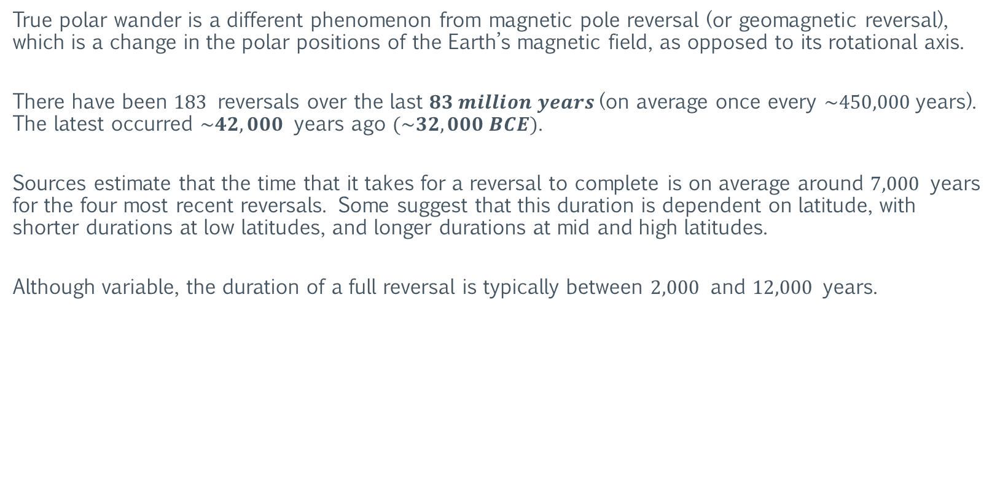 True polar wander is a different phenomenon from magnetic pole reversal (or geomagnetic reversal),
which is a change in the polar positions of the Earth’s magnetic field, as opposed to its rotational axis.
There have been 183 reversals over the last 83 million years (on average once every ~450,000 years).
The latest occurred ~42,000 years ago (~32,000 BCE).
Sources estimate that the time that it takes for a reversal to complete is on average around 7,000 years
for the four most recent reversals. Some suggest that this duration is dependent on latitude, with
shorter durations at low latitudes, and longer durations at mid and high latitudes.
Although variable, the duration of a full reversal is typically between 2,000 and 12,000 years.